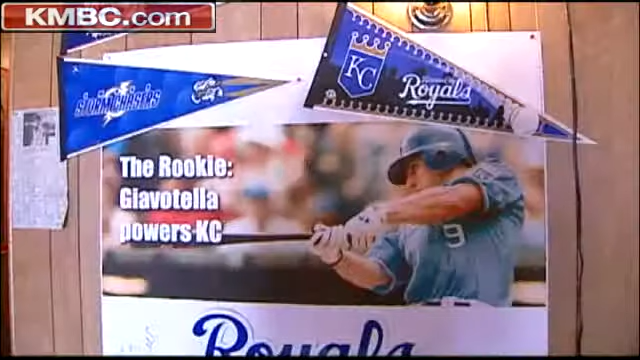 KMBC.com
STORMCHASERS
KC
Royals
The Rookie:
Giavotella
powers KC
9
Royals